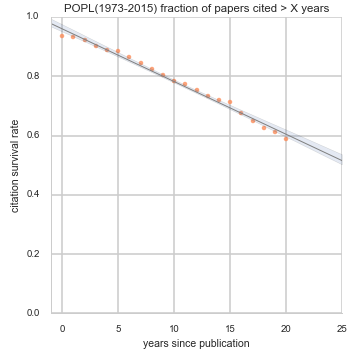 POPL(1973-2015) fraction of papers cited > X years
1.0
0.8
0.6
0.4
0.2
0.0
citation survival rate
0 5 10 15 20 25
years since publication